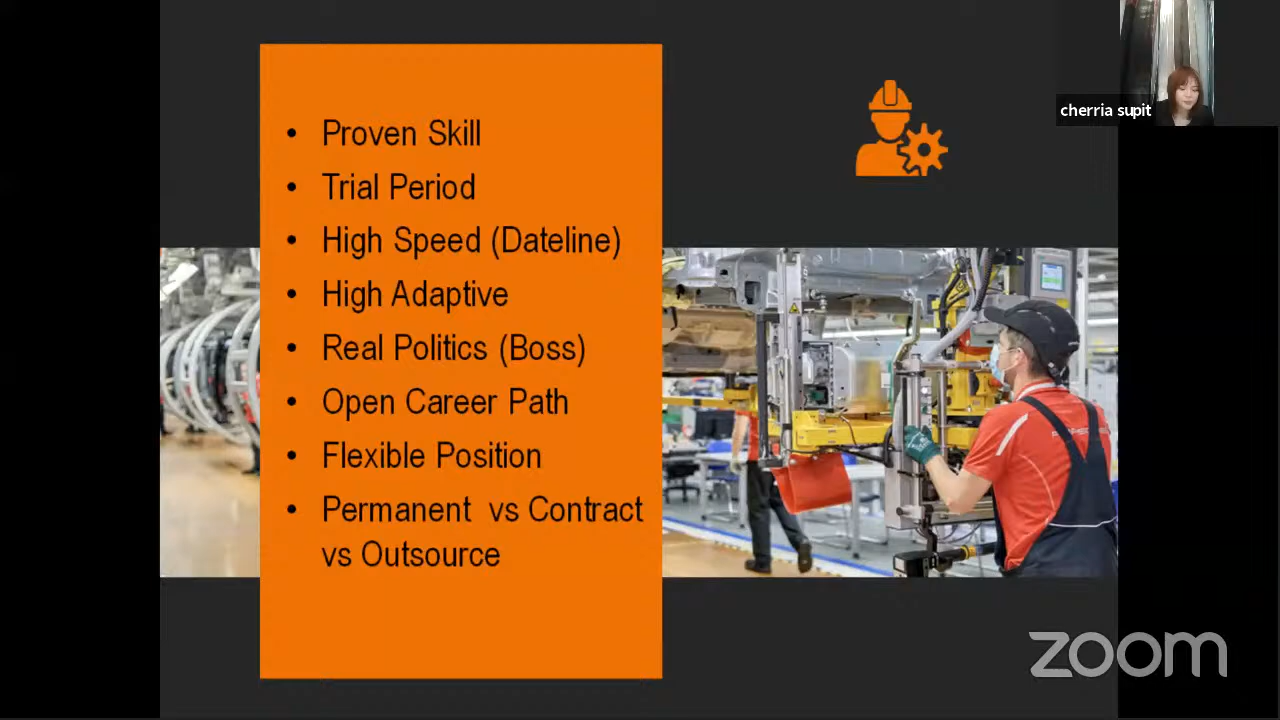 cherria supit
• Proven Skill
• Trial Period
• High Speed (Dateline)
• High Adaptive
• Real Politics (Boss)
• Open Career Path
• Flexible Position
• Permanent vs Contract
vs Outsource
zoom